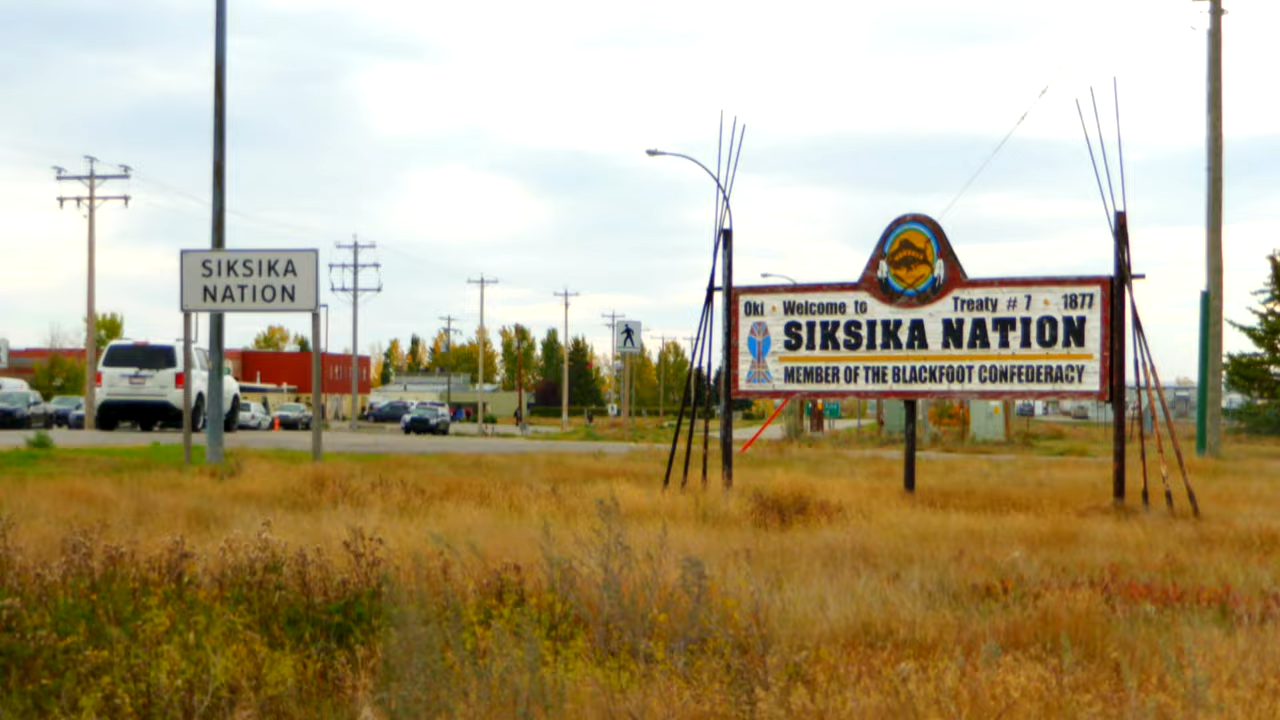 SIKSIKA
NATION
Oki • Welcome to Treaty # 7 • 1877
SIKSIKA NATION
MEMBER OF THE BLACKFOOT CONFEDERACY